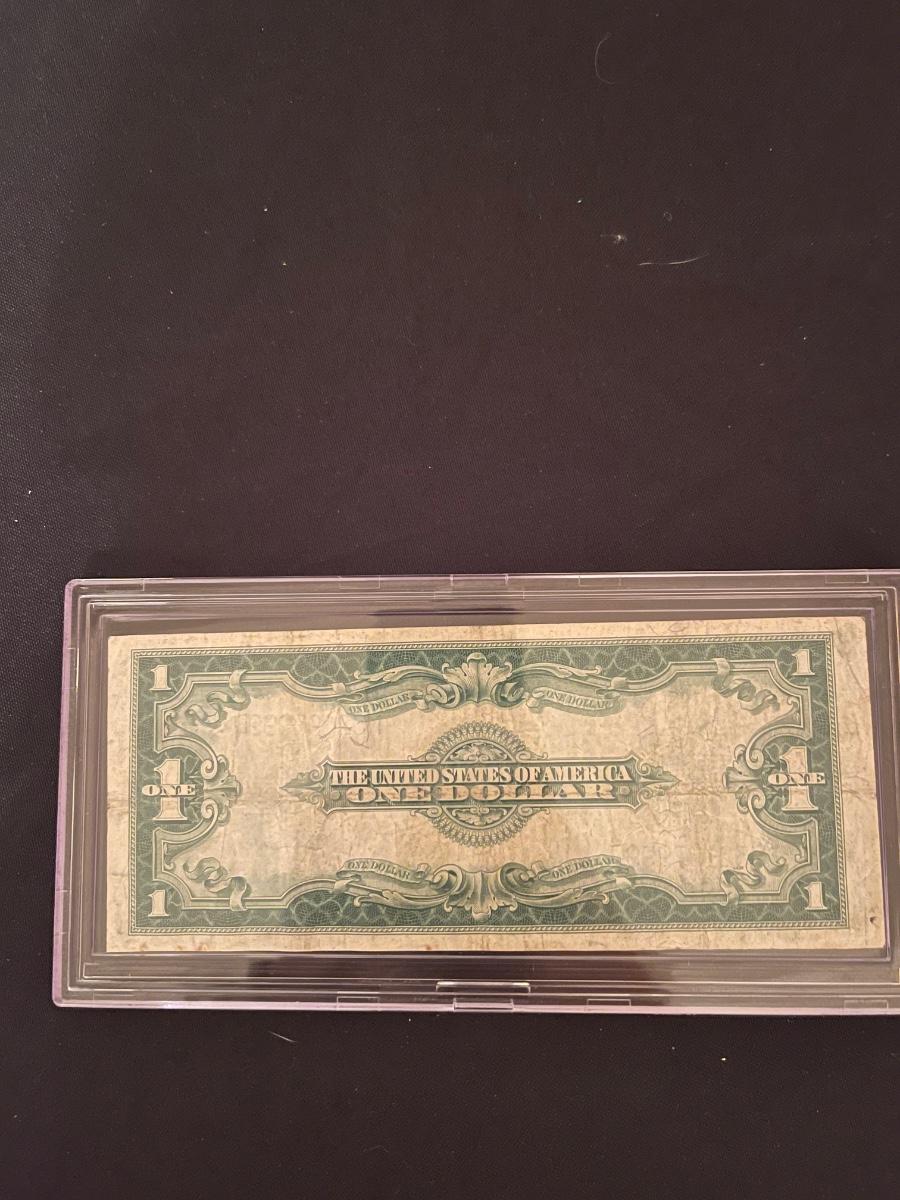 1 1
ONE DOLLAR ONE DOLLAR
1 1
ONE ONE
THE UNITED STATES OF AMERICA
ONE DOLLAR
ONE DOLLAR ONE DOLLAR
1 1